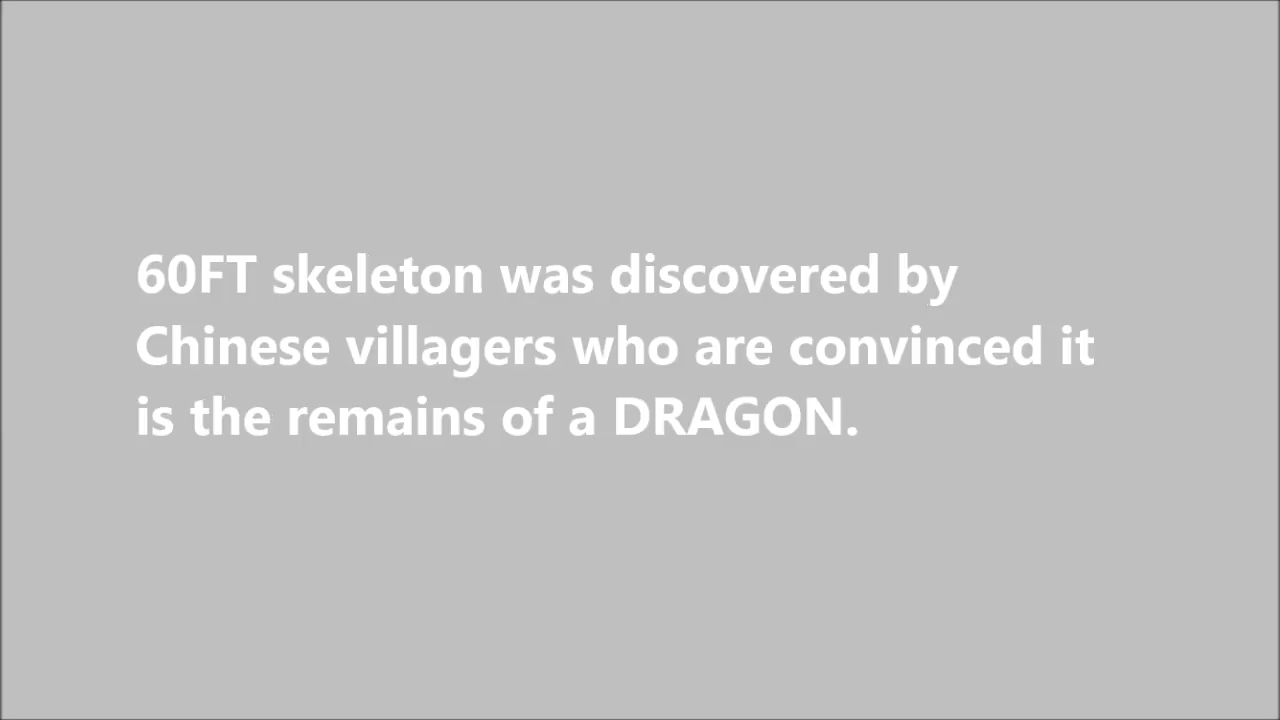 60FT skeleton was discovered by
Chinese villagers who are convinced it
is the remains of a DRAGON.